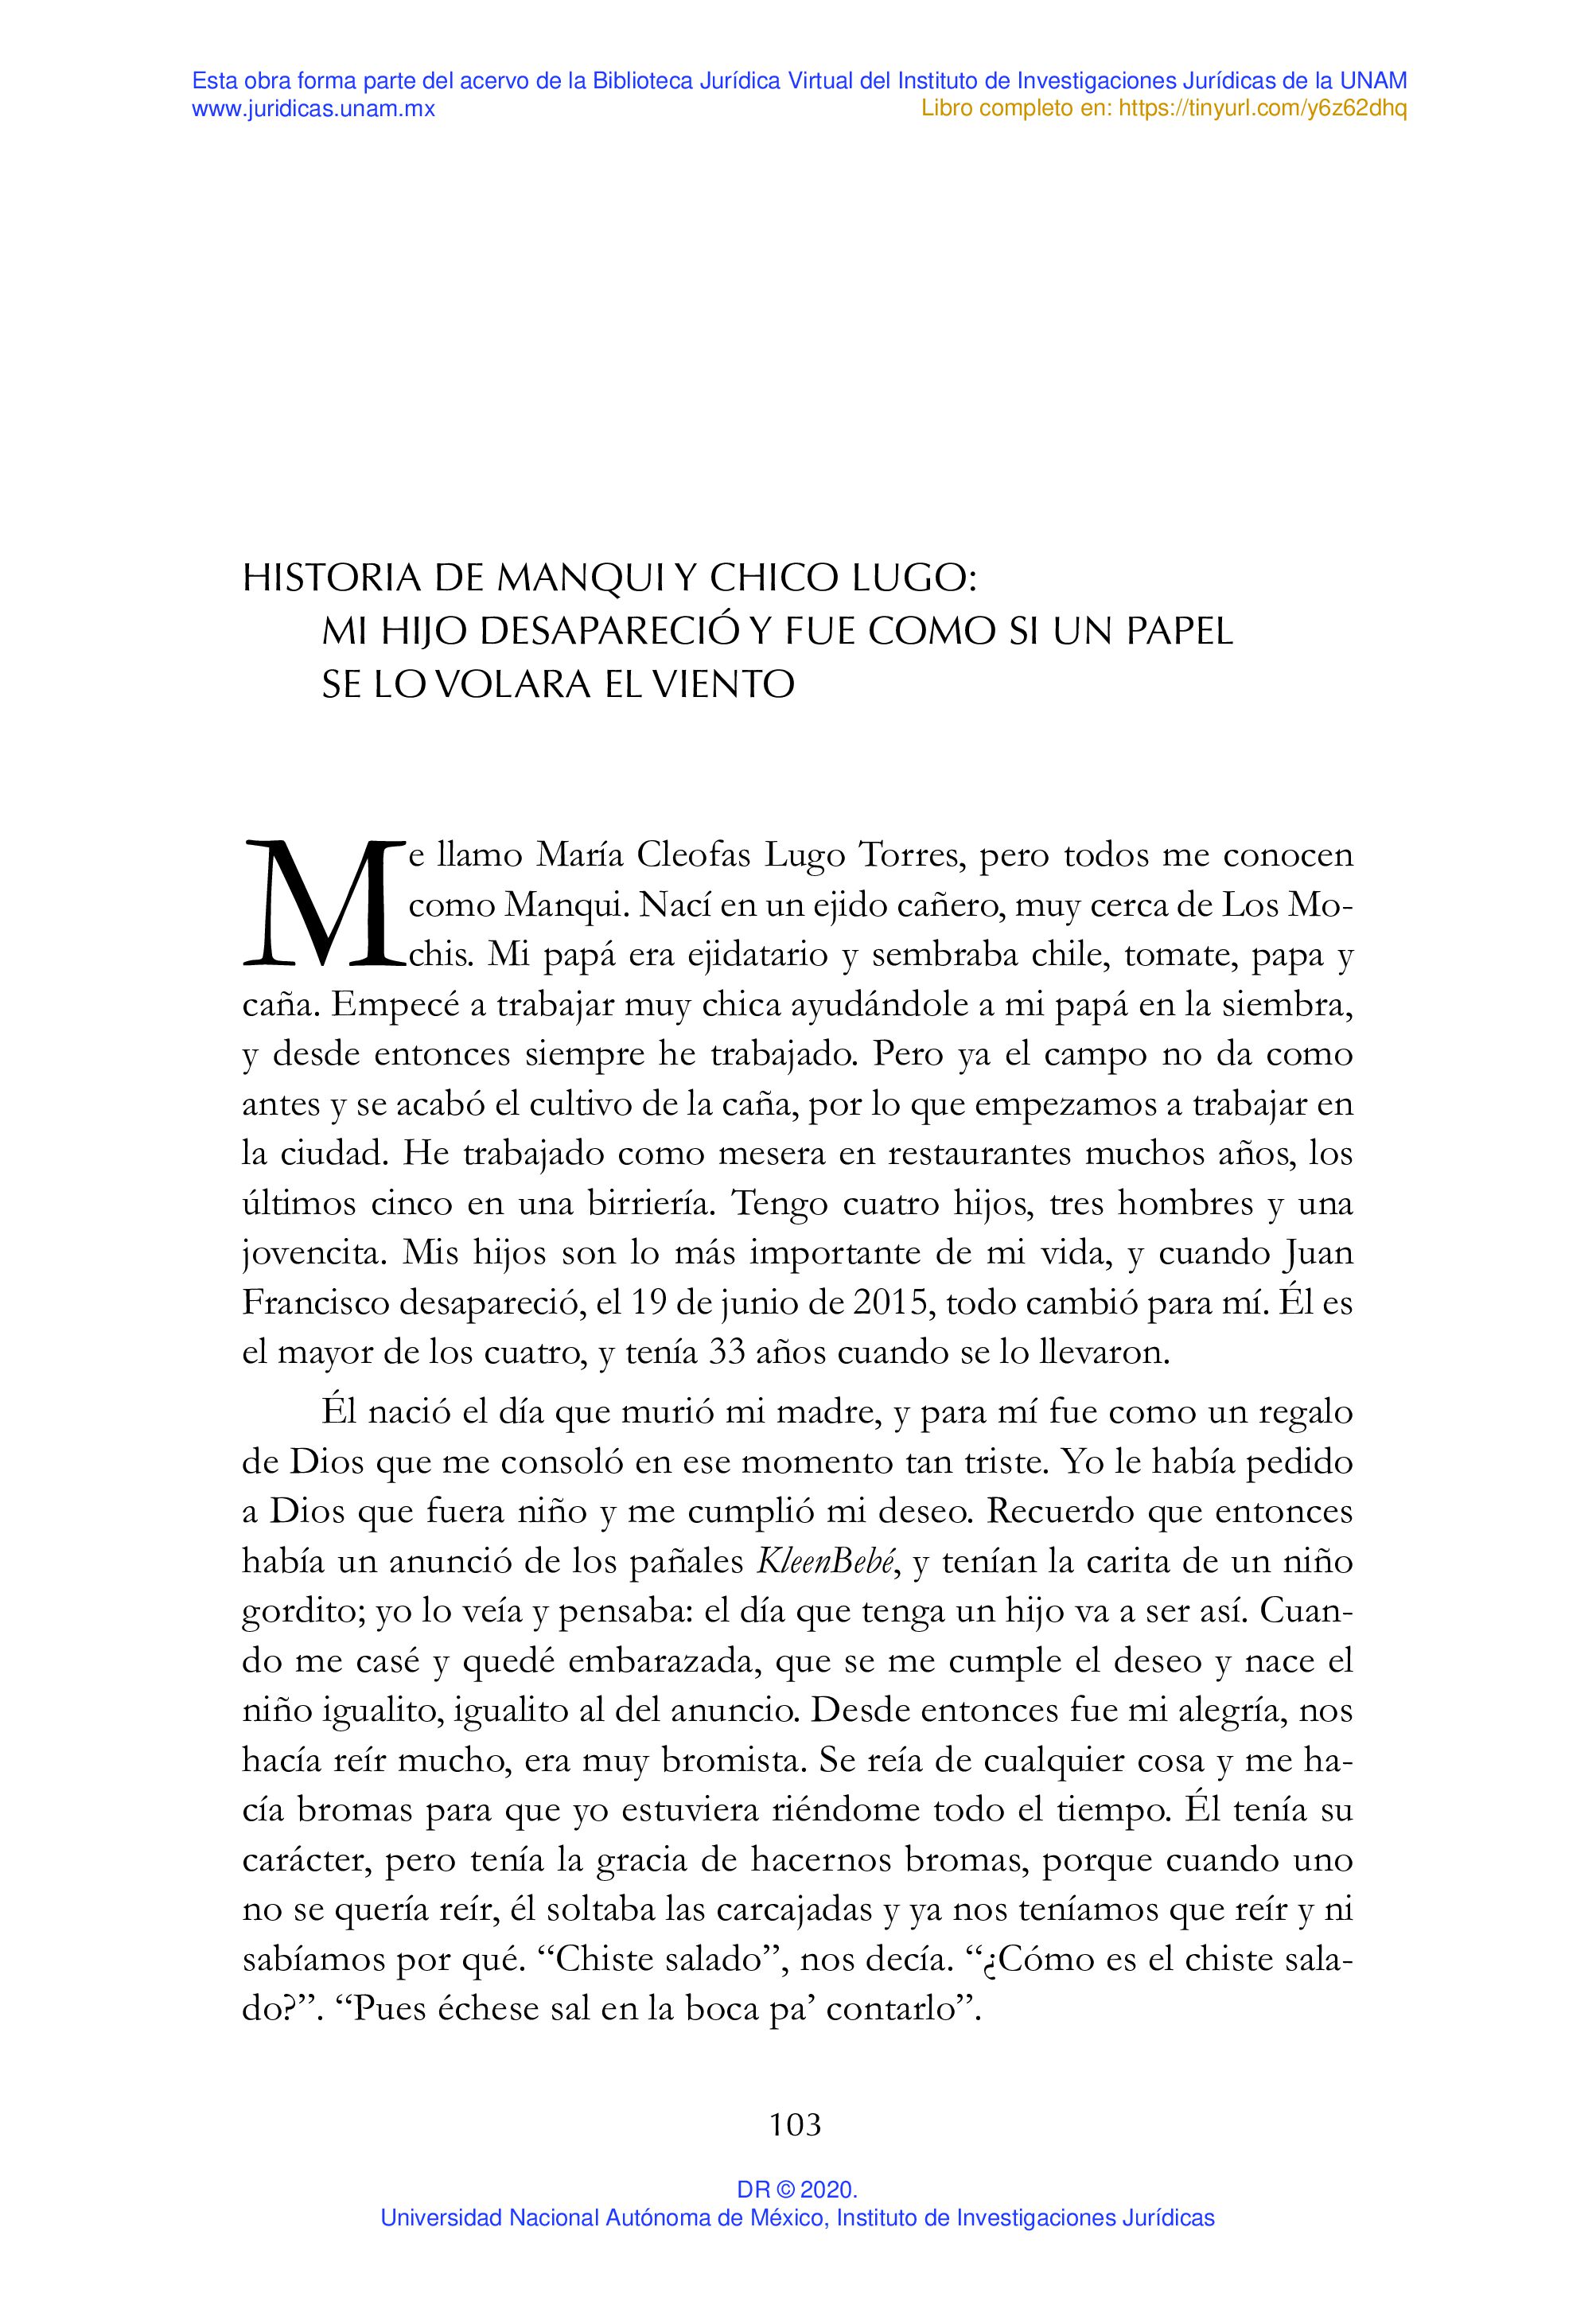 Esta obra forma parte del acervo de la Biblioteca Jurídica Virtual del Instituto de Investigaciones Jurídicas de la UNAM
www.juridicas.unam.mx
Libro completo en: https://tinyurl.com/y6z62dhq
HISTORIA DE MANQUI Y CHICO LUGO:
MI HIJO DESAPARECIÓ Y FUE COMO SI UN PAPEL
SE LO VOLARA EL VIENTO
Me llamo María Cleofas Lugo Torres, pero todos me conocen
como Manqui. Nací en un ejido cañero, muy cerca de Los Mo-
chis. Mi papá era ejidatario y sembraba chile, tomate, papa y
caña. Empecé a trabajar muy chica ayudándole a mi papá en la siembra,
y desde entonces siempre he trabajado. Pero ya el campo no da como
antes y se acabó el cultivo de la caña, por lo que empezamos a trabajar en
la ciudad. He trabajado como mesera en restaurantes muchos años, los
últimos cinco en una birriería. Tengo cuatro hijos, tres hombres y una
jovencita. Mis hijos son lo más importante de mi vida, y cuando Juan
Francisco desapareció, el 19 de junio de 2015, todo cambió para mí. Él es
el mayor de los cuatro, y tenía 33 años cuando se lo llevaron.
Él nació el día que murió mi madre, y para mí fue como un regalo
de Dios que me consoló en ese momento tan triste. Yo le había pedido
a Dios que fuera niño y me cumplió mi deseo. Recuerdo que entonces
había un anunció de los pañales KleenBebé, y tenían la carita de un niño
gordito; yo lo veía y pensaba: el día que tenga un hijo va a ser así. Cuan-
do me casé y quedé embarazada, que se me cumple el deseo y nace el
niño igualito, igualito al del anuncio. Desde entonces fue mi alegría, nos
hacía reír mucho, era muy bromista. Se reía de cualquier cosa y me ha-
cía bromas para que yo estuviera riéndome todo el tiempo. Él tenía su
carácter, pero tenía la gracia de hacernos bromas, porque cuando uno
no se quería reír, él soltaba las carcajadas y ya nos teníamos que reír y ni
sabíamos por qué. “Chiste salado”, nos decía. “¿Cómo es el chiste sala-
do?”. “Pues échese sal en la boca pa’ contarlo”.
103
DR © 2020.
Universidad Nacional Autónoma de México, Instituto de Investigaciones Jurídicas